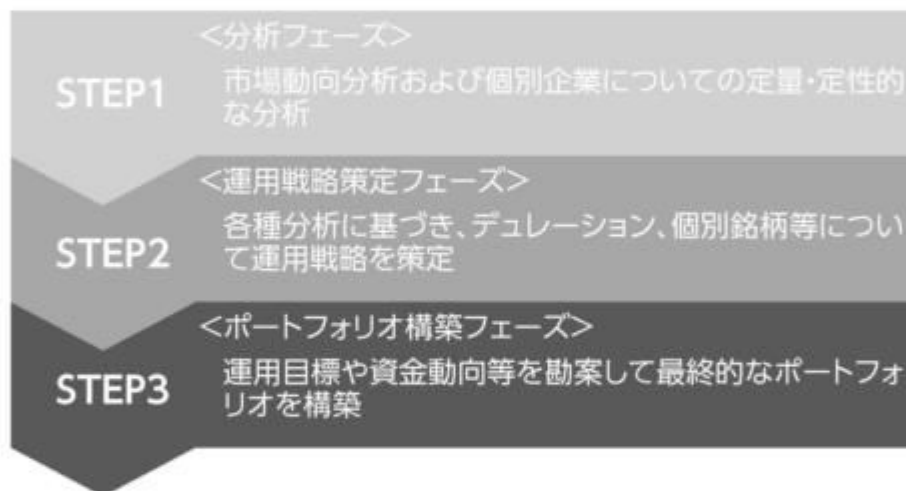 <分析フェーズ>
STEP1
市場動向分析および個別企業についての定量・定性的
な分析
<運用戦略策定フェーズ>
STEP2
各種分析に基づき、デュレーション、個別銘柄等につい
て運用戦略を策定
<ポートフォリオ構築フェーズ>
STEP3
運用目標や資金動向等を勘案して最終的なポートフォ
リオを構築